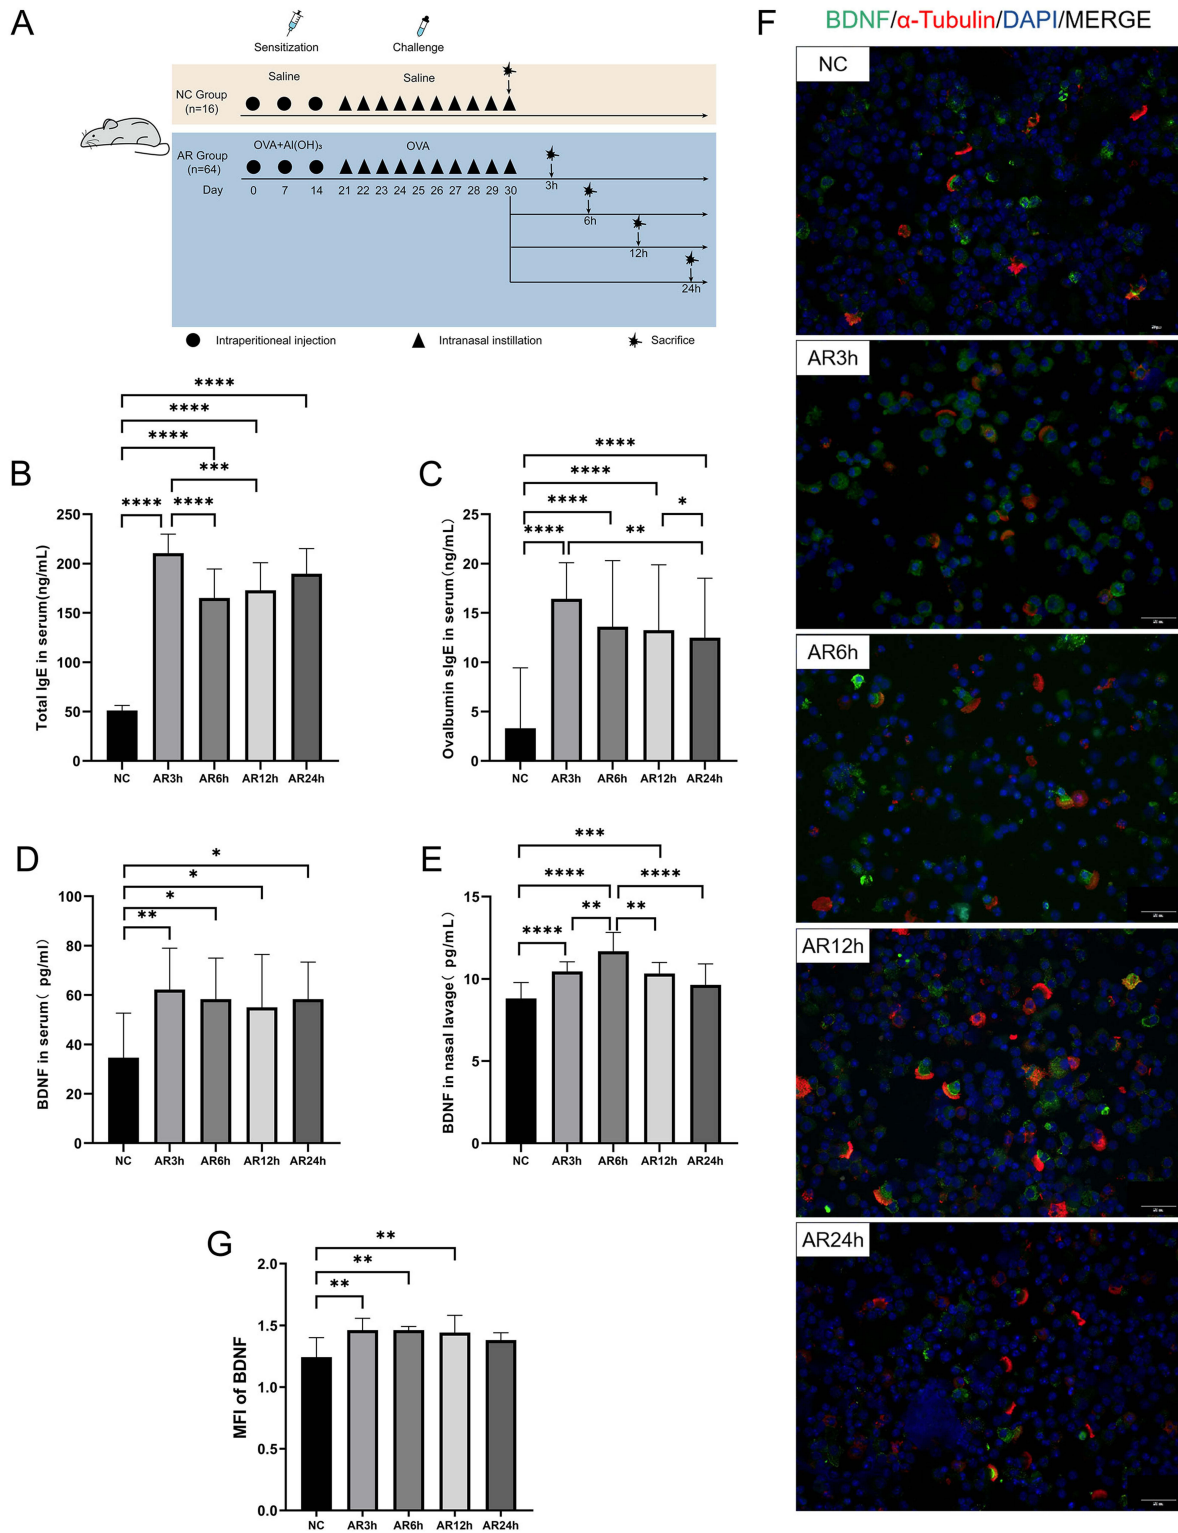 A
Sensitization
Challenge
NC Group
(n=16)
Saline
Saline
AR Group
(n=64)
OVA+Al(OH)₃
OVA
Day
0 7 14 21 22 23 24 25 26 27 28 29 30
3h
6h
12h
24h
Intraperitioneal injection
Intranasal instillation
Sacrifice
B
Total IgE in serum(ng/mL)
250
200
150
100
50
0
NC AR3h AR6h AR12h AR24h
****
****
****
***
**** ****
C
Ovalbumin sIgE in serum(ng/mL)
25
20
15
10
5
0
NC AR3h AR6h AR12h AR24h
****
****
**** *
**** **
D
BDNF in serum( pg/ml)
100
80
60
40
20
0
NC AR3h AR6h AR12h AR24h
*
*
*
**
E
BDNF in nasal lavage( pg/mL)
15
10
5
0
NC AR3h AR6h AR12h AR24h
***
**** ****
**** ** **
G
MFI of BDNF
2.0
1.5
1.0
0.5
0.0
NC AR3h AR6h AR12h AR24h
**
**
**
F
BDNF/α-Tubulin/DAPI/MERGE
NC
AR3h
AR6h
AR12h
AR24h